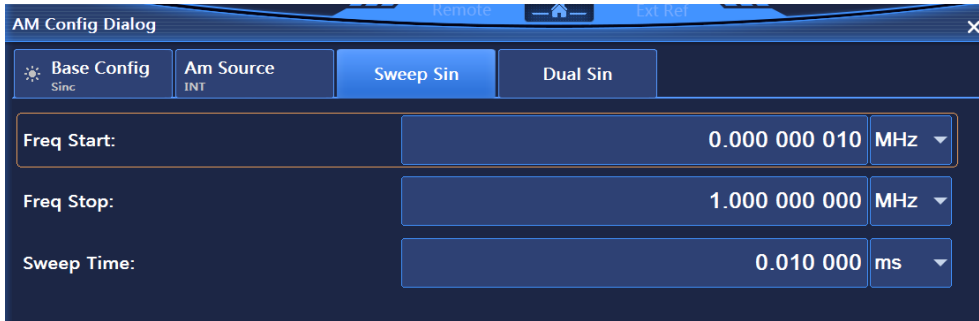 Remote Ext Ref
AM Config Dialog
Base Config Am Source Sweep Sin Dual Sin
Sinc INT
Freq Start: 0.000 000 010 MHz
Freq Stop: 1.000 000 000 MHz
Sweep Time: 0.010 000 ms